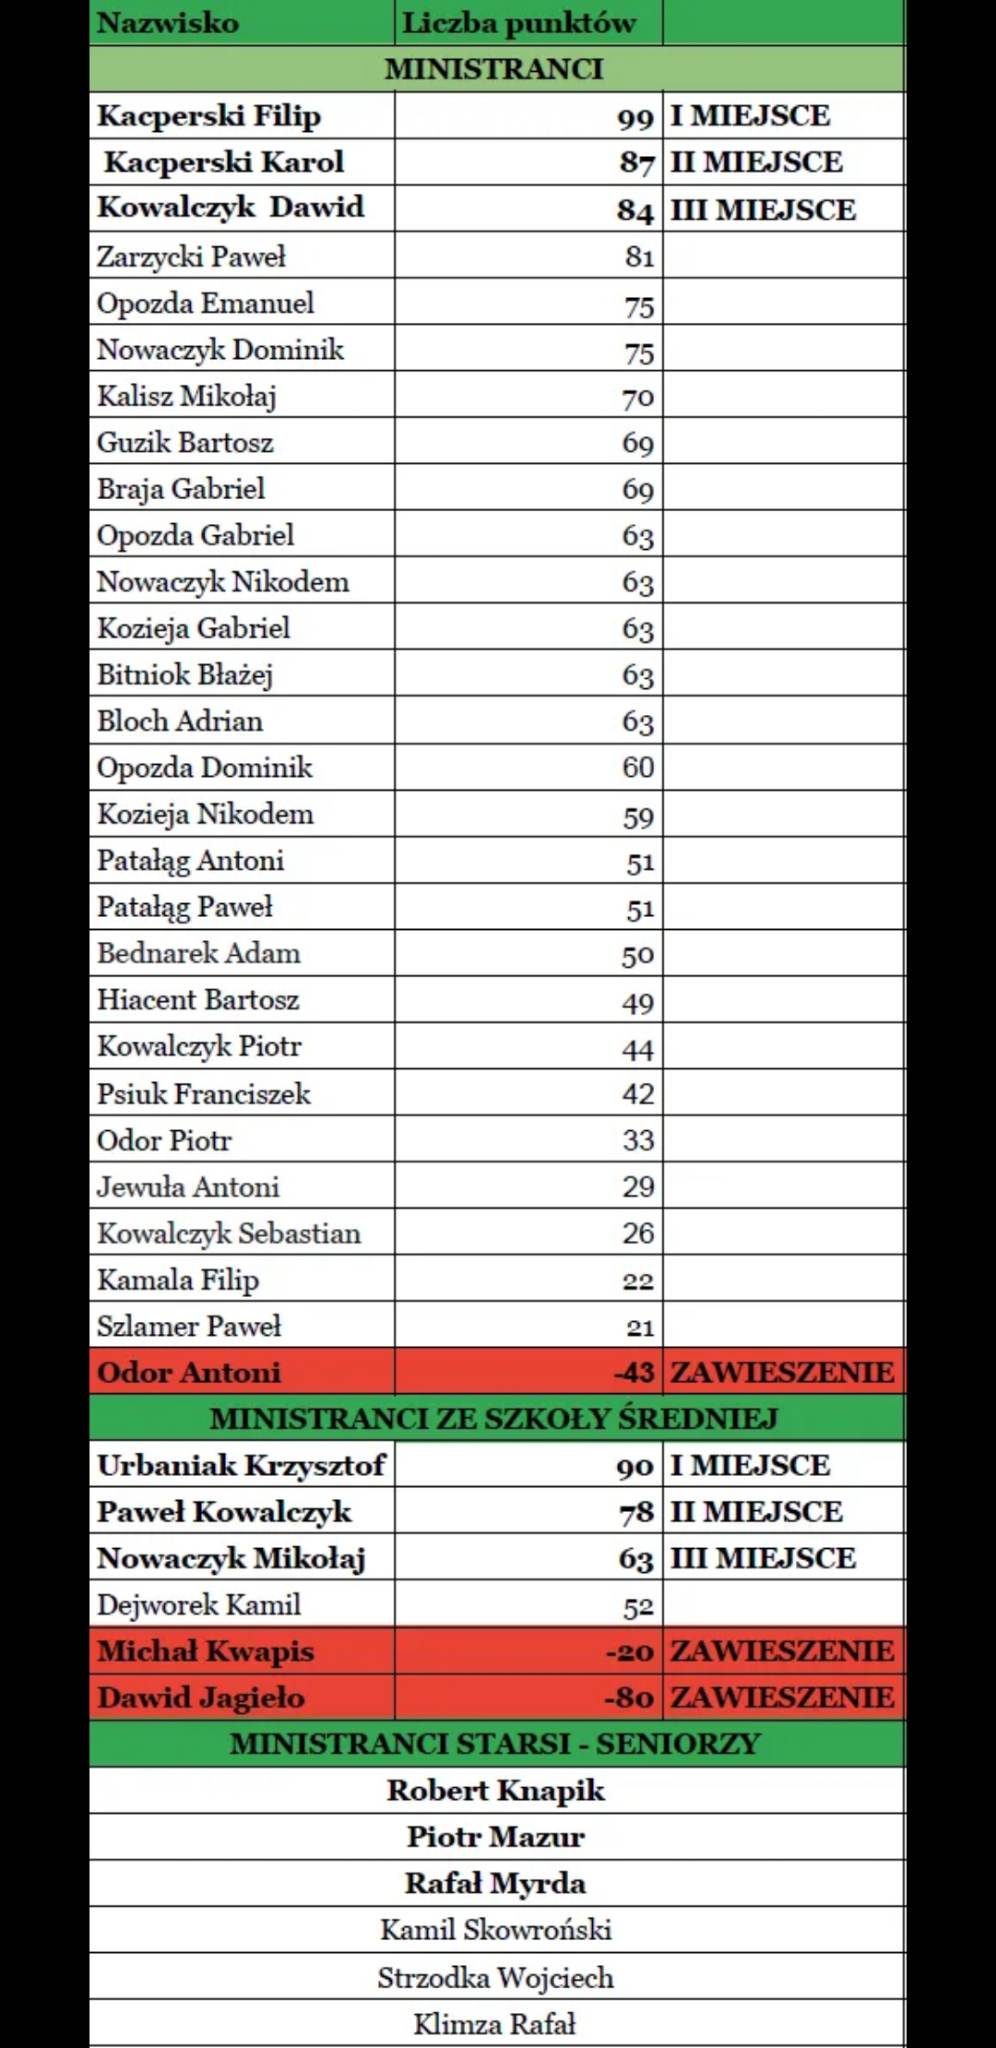 Nazwisko Liczba punktów
MINISTRANCI
Kacperski Filip 99 I MIEJSCE
Kacperski Karol 87 II MIEJSCE
Kowalczyk Dawid 84 III MIEJSCE
Zarzycki Paweł 81
Opozda Emanuel 75
Nowaczyk Dominik 75
Kalisz Mikołaj 70
Guzik Bartosz 69
Braja Gabriel 69
Opozda Gabriel 63
Nowaczyk Nikodem 63
Kozieja Gabriel 63
Bitniok Błażej 63
Bloch Adrian 63
Opozda Dominik 60
Kozieja Nikodem 59
Patałąg Antoni 51
Patałąg Paweł 51
Bednarek Adam 50
Hiacent Bartosz 49
Kowalczyk Piotr 44
Psiuk Franciszek 42
Odor Piotr 33
Jewuła Antoni 29
Kowalczyk Sebastian 26
Kamala Filip 22
Szlamer Paweł 21
Odor Antoni -43 ZAWIESZENIE
MINISTRANCI ZE SZKOŁY ŚREDNIEJ
Urbaniak Krzysztof 90 I MIEJSCE
Paweł Kowalczyk 78 II MIEJSCE
Nowaczyk Mikołaj 63 III MIEJSCE
Dejworek Kamil 52
Michał Kwapis -20 ZAWIESZENIE
Dawid Jagieło -80 ZAWIESZENIE
MINISTRANCI STARSI - SENIORZY
Robert Knapik
Piotr Mazur
Rafał Myrda
Kamil Skowroński
Strzodka Wojciech
Klimza Rafał